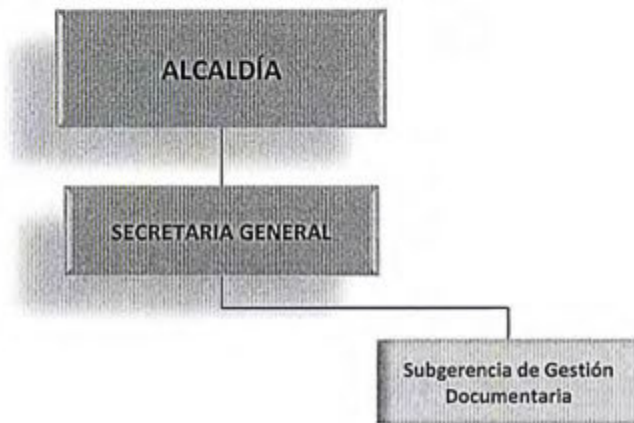 ALCALDÍA
SECRETARIA GENERAL
Subgerencia de Gestión
Documentaria